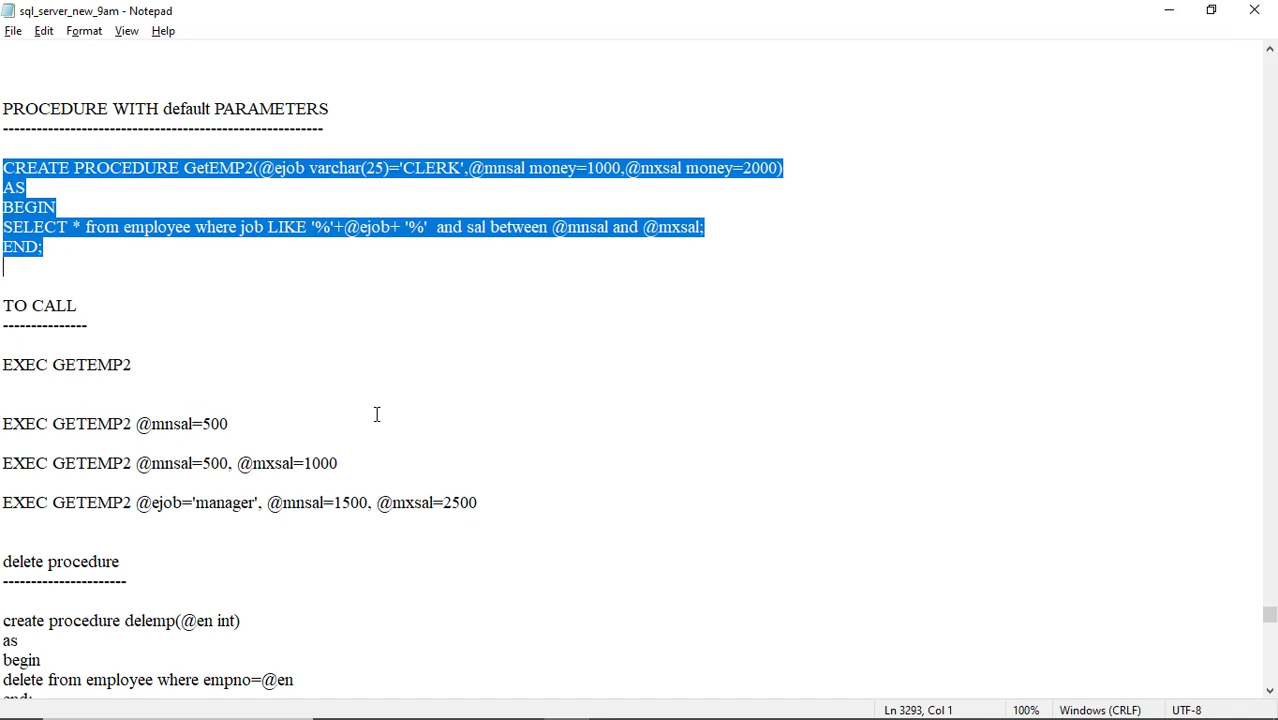 sql_server_new_9am - Notepad
File Edit Format View Help
PROCEDURE WITH default PARAMETERS
---------------------------------------------------------
CREATE PROCEDURE GetEMP2(@ejob varchar(25)='CLERK',@mnsal money=1000,@mxsal money=2000)
AS
BEGIN
SELECT * from employee where job LIKE '%'+@ejob+ '%'  and sal between @mnsal and @mxsal;
END;
TO CALL
---------------
EXEC GETEMP2
EXEC GETEMP2 @mnsal=500
EXEC GETEMP2 @mnsal=500, @mxsal=1000
EXEC GETEMP2 @ejob='manager', @mnsal=1500, @mxsal=2500
delete procedure
----------------------
create procedure delemp(@en int)
as
begin
delete from employee where empno=@en
end;
Ln 3293, Col 1 100% Windows (CRLF) UTF-8